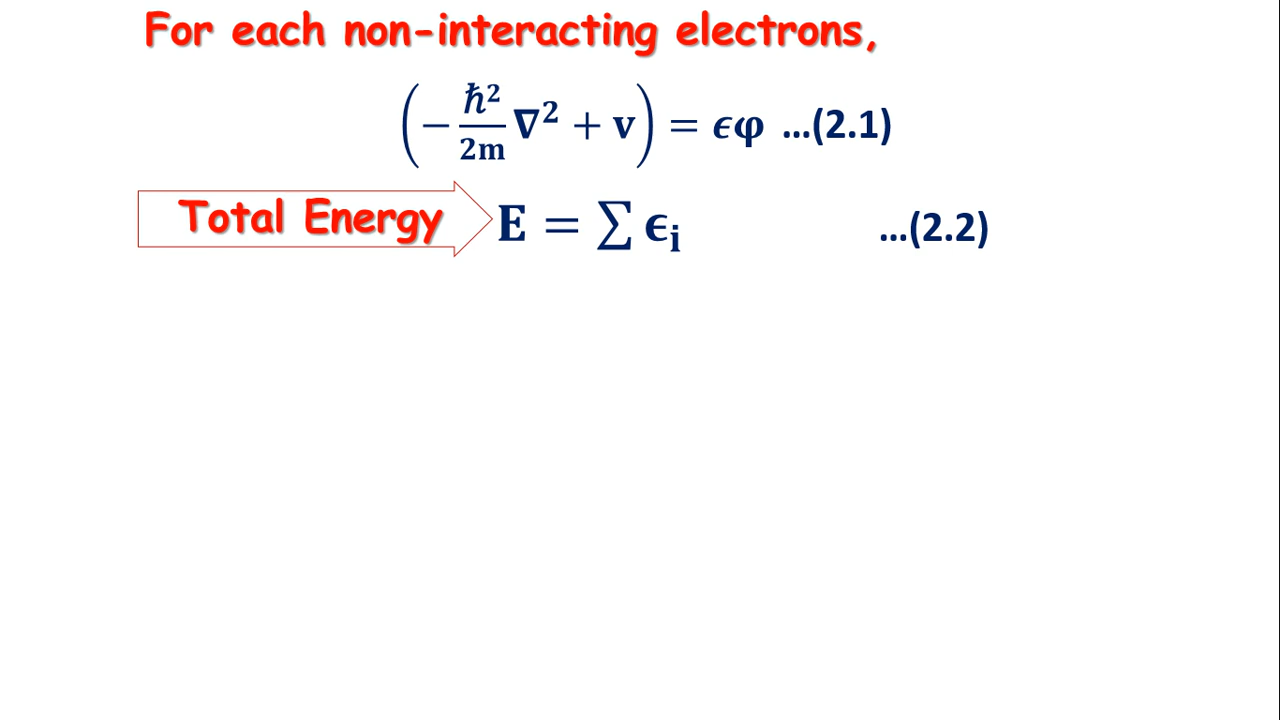 For each non-interacting electrons,
(−ℏ²/2m ∇² + v) = ϵφ ...(2.1)
Total Energy E = ∑ ϵᵢ ...(2.2)